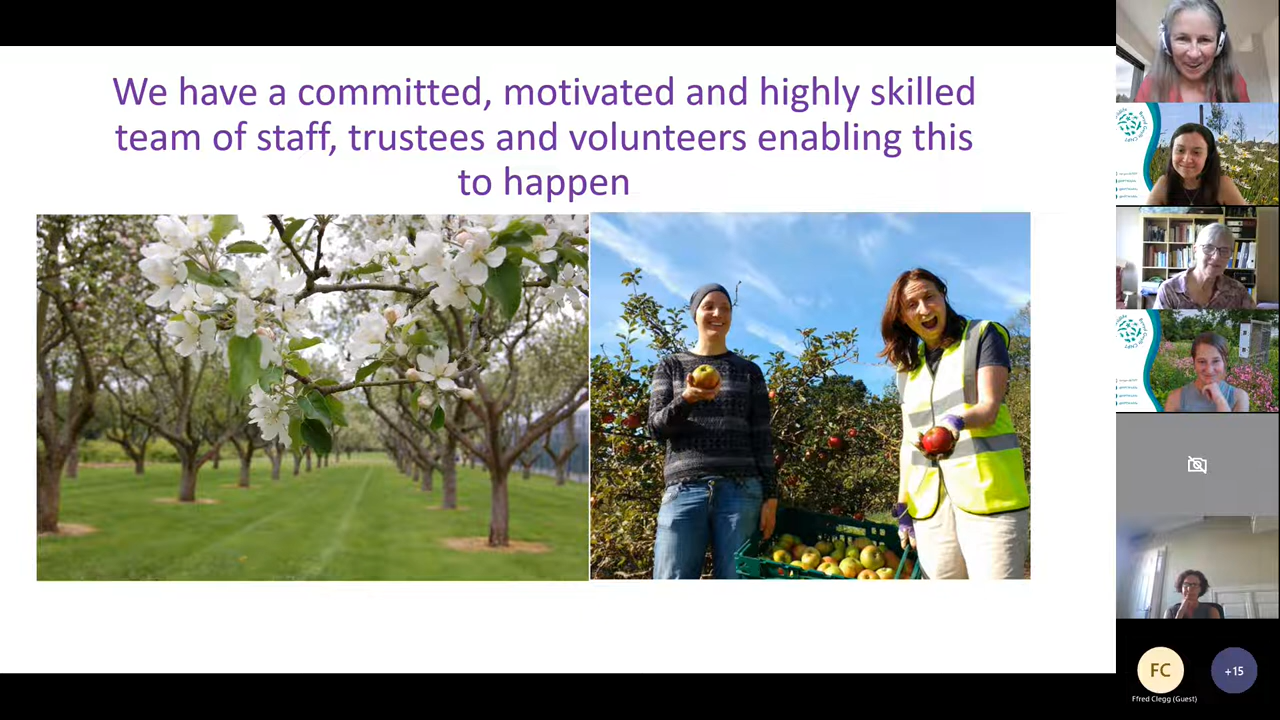 We have a committed, motivated and highly skilled
team of staff, trustees and volunteers enabling this
to happen
FC
Ffred Clegg (Guest)
+15